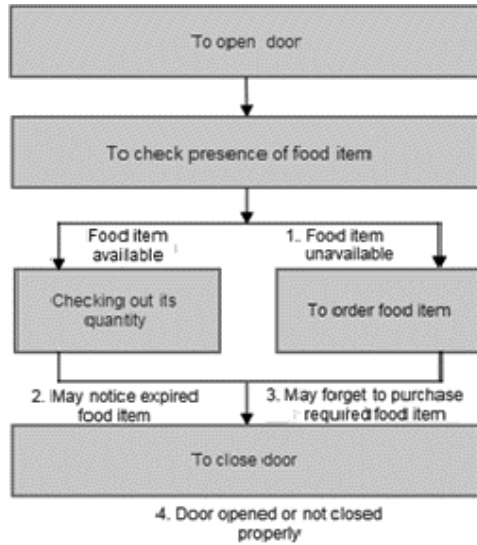 To open door
To check presence of food item
Food item
available
1. Food item
unavailable
Checking out its
quantity
To order food item
2. May notice expired
food item
3. May forget to purchase
required food item
To close door
4. Door opened or not closed
properly